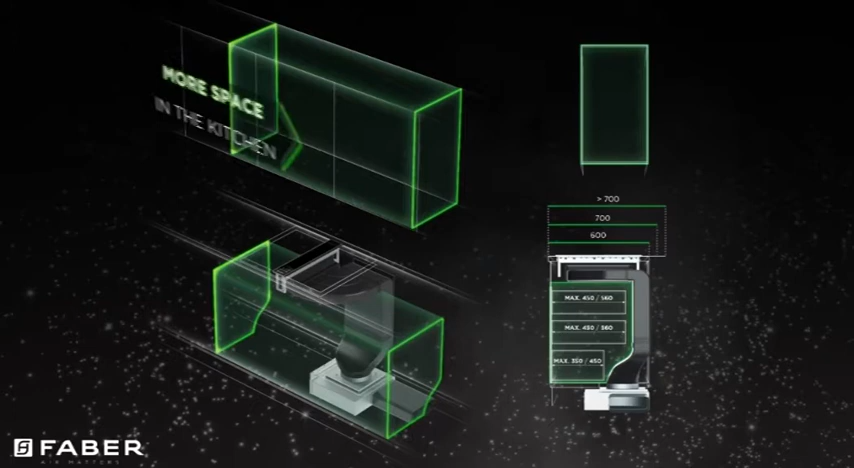 MORE SPACE
IN THE KITCHEN
> 700
700
600
MAX. 450 / 560
MAX. 450 / 560
MAX. 350 / 450
FABER
AIR MATTERS